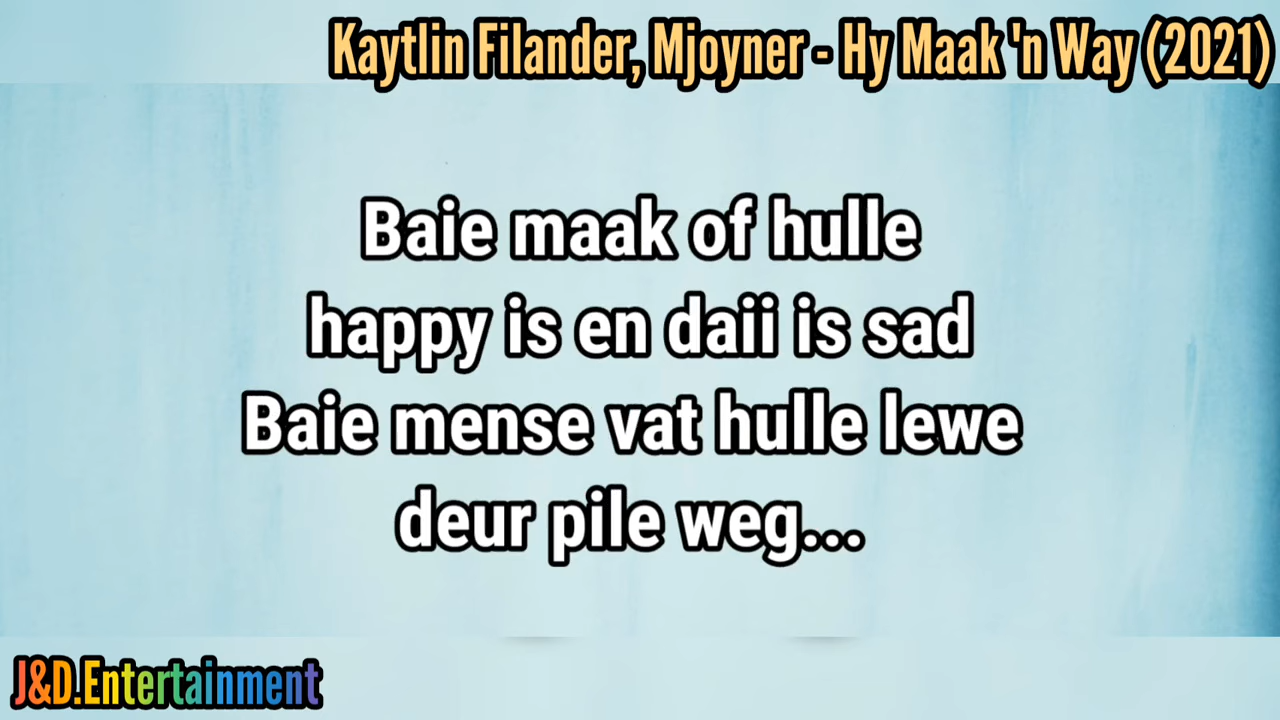 Kaytlin Filander, Mjoyner - Hy Maak 'n Way (2021)
Baie maak of hulle
happy is en daii is sad
Baie mense vat hulle lewe
deur pile weg...
J&D.Entertainment